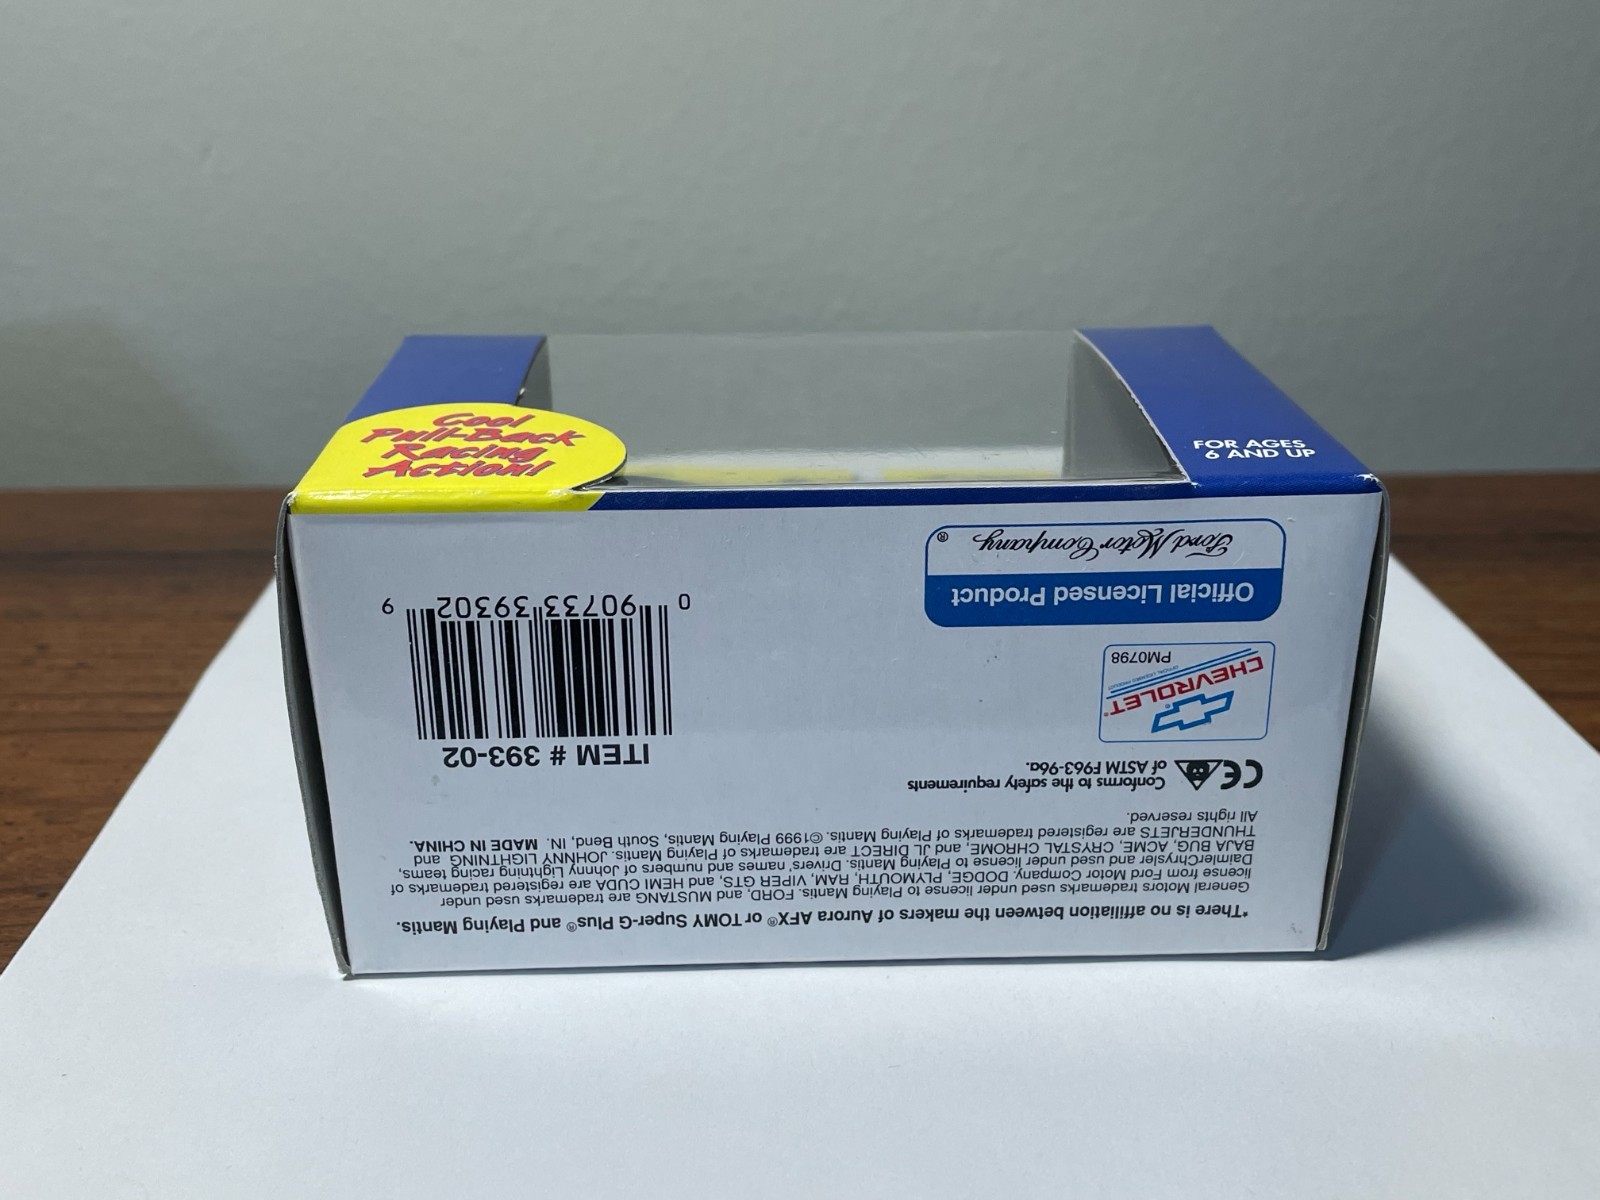 Cool
Pull-Back
Racing
Action!
FOR AGES
6 AND UP
*There is no affiliation between the makers of Aurora AFX® or TOMY Super-G Plus® and Playing Mantis.
General Motors trademarks used under license to Playing Mantis. FORD, and MUSTANG are trademarks used under
license from Ford Motor Company. DODGE, PLYMOUTH, RAM, VIPER GTS, and HEMI CUDA are registered trademarks of
DaimlerChrysler and used under license to Playing Mantis. Drivers' names and numbers of Johnny Lightning racing teams,
BAJA BUG, ACME, CRYSTAL CHROME, and JL DIRECT are trademarks of Playing Mantis. JOHNNY LIGHTNING and
THUNDERJETS are registered trademarks of Playing Mantis. ©1999 Playing Mantis, South Bend, IN. MADE IN CHINA.
All rights reserved.
CE Conforms to the safety requirements
of ASTM F963-96a.
CHEVROLET
OFFICIAL LICENSED PRODUCT
PM0798
Official Licensed Product
Ford Motor Company®
ITEM # 393-02
0 90733 39302 9